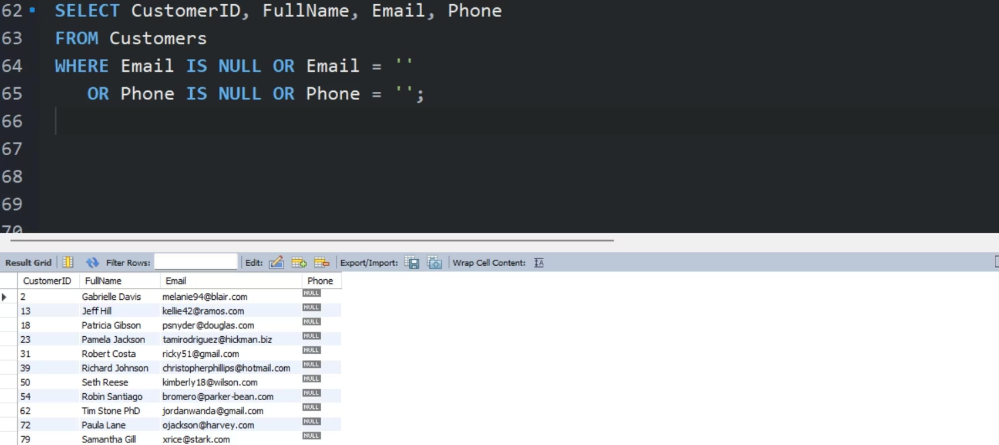 62 SELECT CustomerID, FullName, Email, Phone
63 FROM Customers
64 WHERE Email IS NULL OR Email = ''
65 OR Phone IS NULL OR Phone = '';
66
67
68
69
70
Result Grid Filter Rows: Edit: Export/Import: Wrap Cell Content:
CustomerID FullName Email Phone
2 Gabrielle Davis melanie94@blair.com NULL
13 Jeff Hill kellie42@ramos.com NULL
18 Patricia Gibson psnyder@douglas.com NULL
23 Pamela Jackson tamirodriguez@hickman.biz NULL
31 Robert Costa ricky51@gmail.com NULL
39 Richard Johnson christopherphillips@hotmail.com NULL
50 Seth Reese kimberly18@wilson.com NULL
54 Robin Santiago bromero@parker-bean.com NULL
62 Tim Stone PhD jordanwanda@gmail.com NULL
72 Paula Lane ojackson@harvey.com NULL
79 Samantha Gill xrice@stark.com NULL